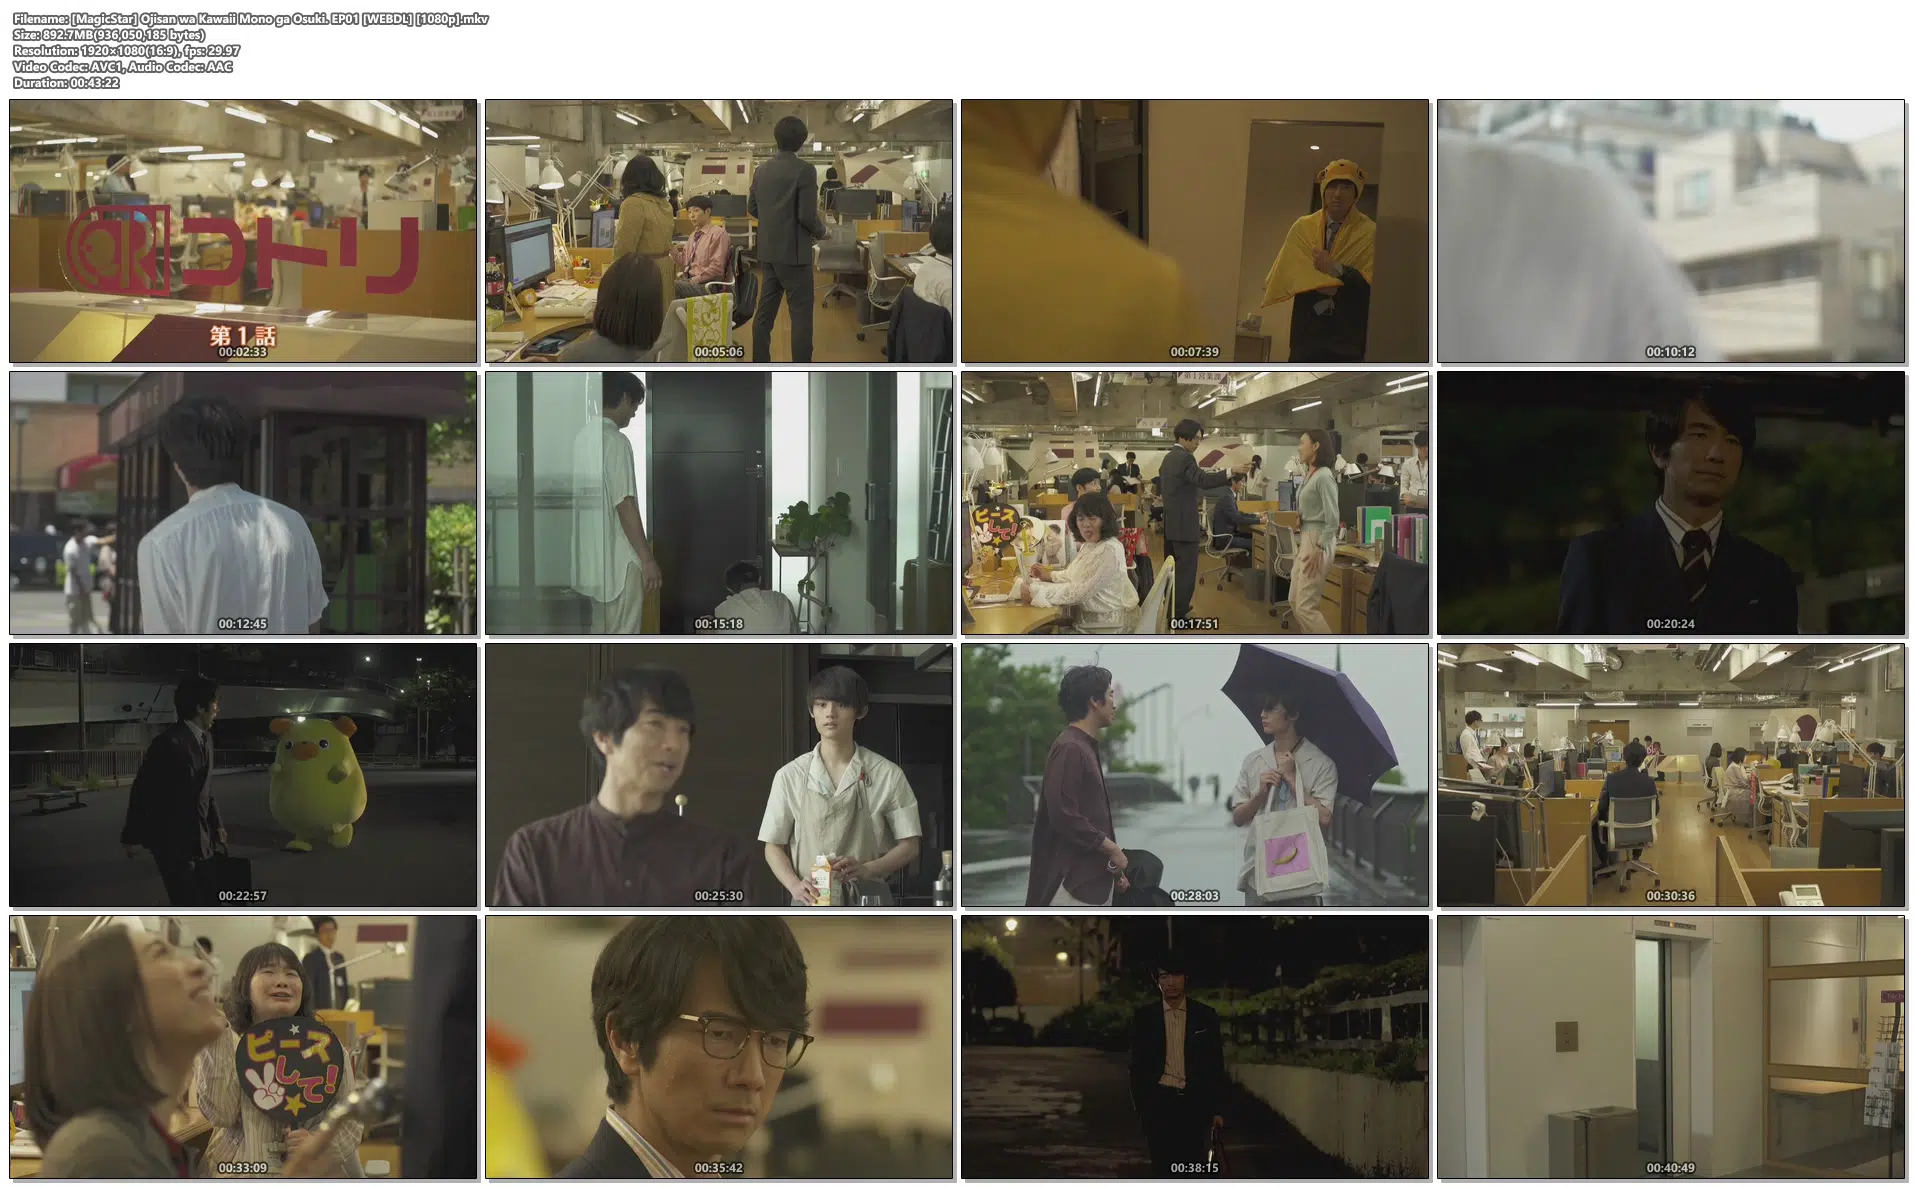 Filename: [MagicStar] Ojisan wa Kawaii Mono ga Osuki. EP01 [WEBDL] [1080p].mkv
Size: 892.7MB(936,050,185 bytes)
Resolution: 1920×1080(16:9), fps: 29.97
Video Codec: AVC1, Audio Codec: AAC
Duration: 00:43:22
コトリ
第1話
00:02:33
00:05:06
00:07:39
00:10:12
00:12:45
00:15:18
ピース
して!
00:17:51
00:20:24
00:22:57
00:25:30
00:28:03
00:30:36
ピース
して!
00:33:09
00:35:42
00:38:15
00:40:49